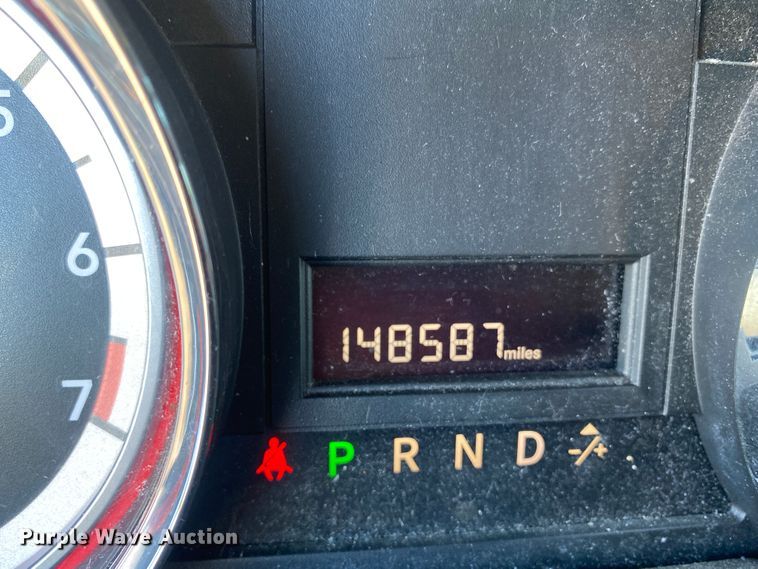 5
6
7
148587 miles
P R N D -/+
Purple Wave Auction